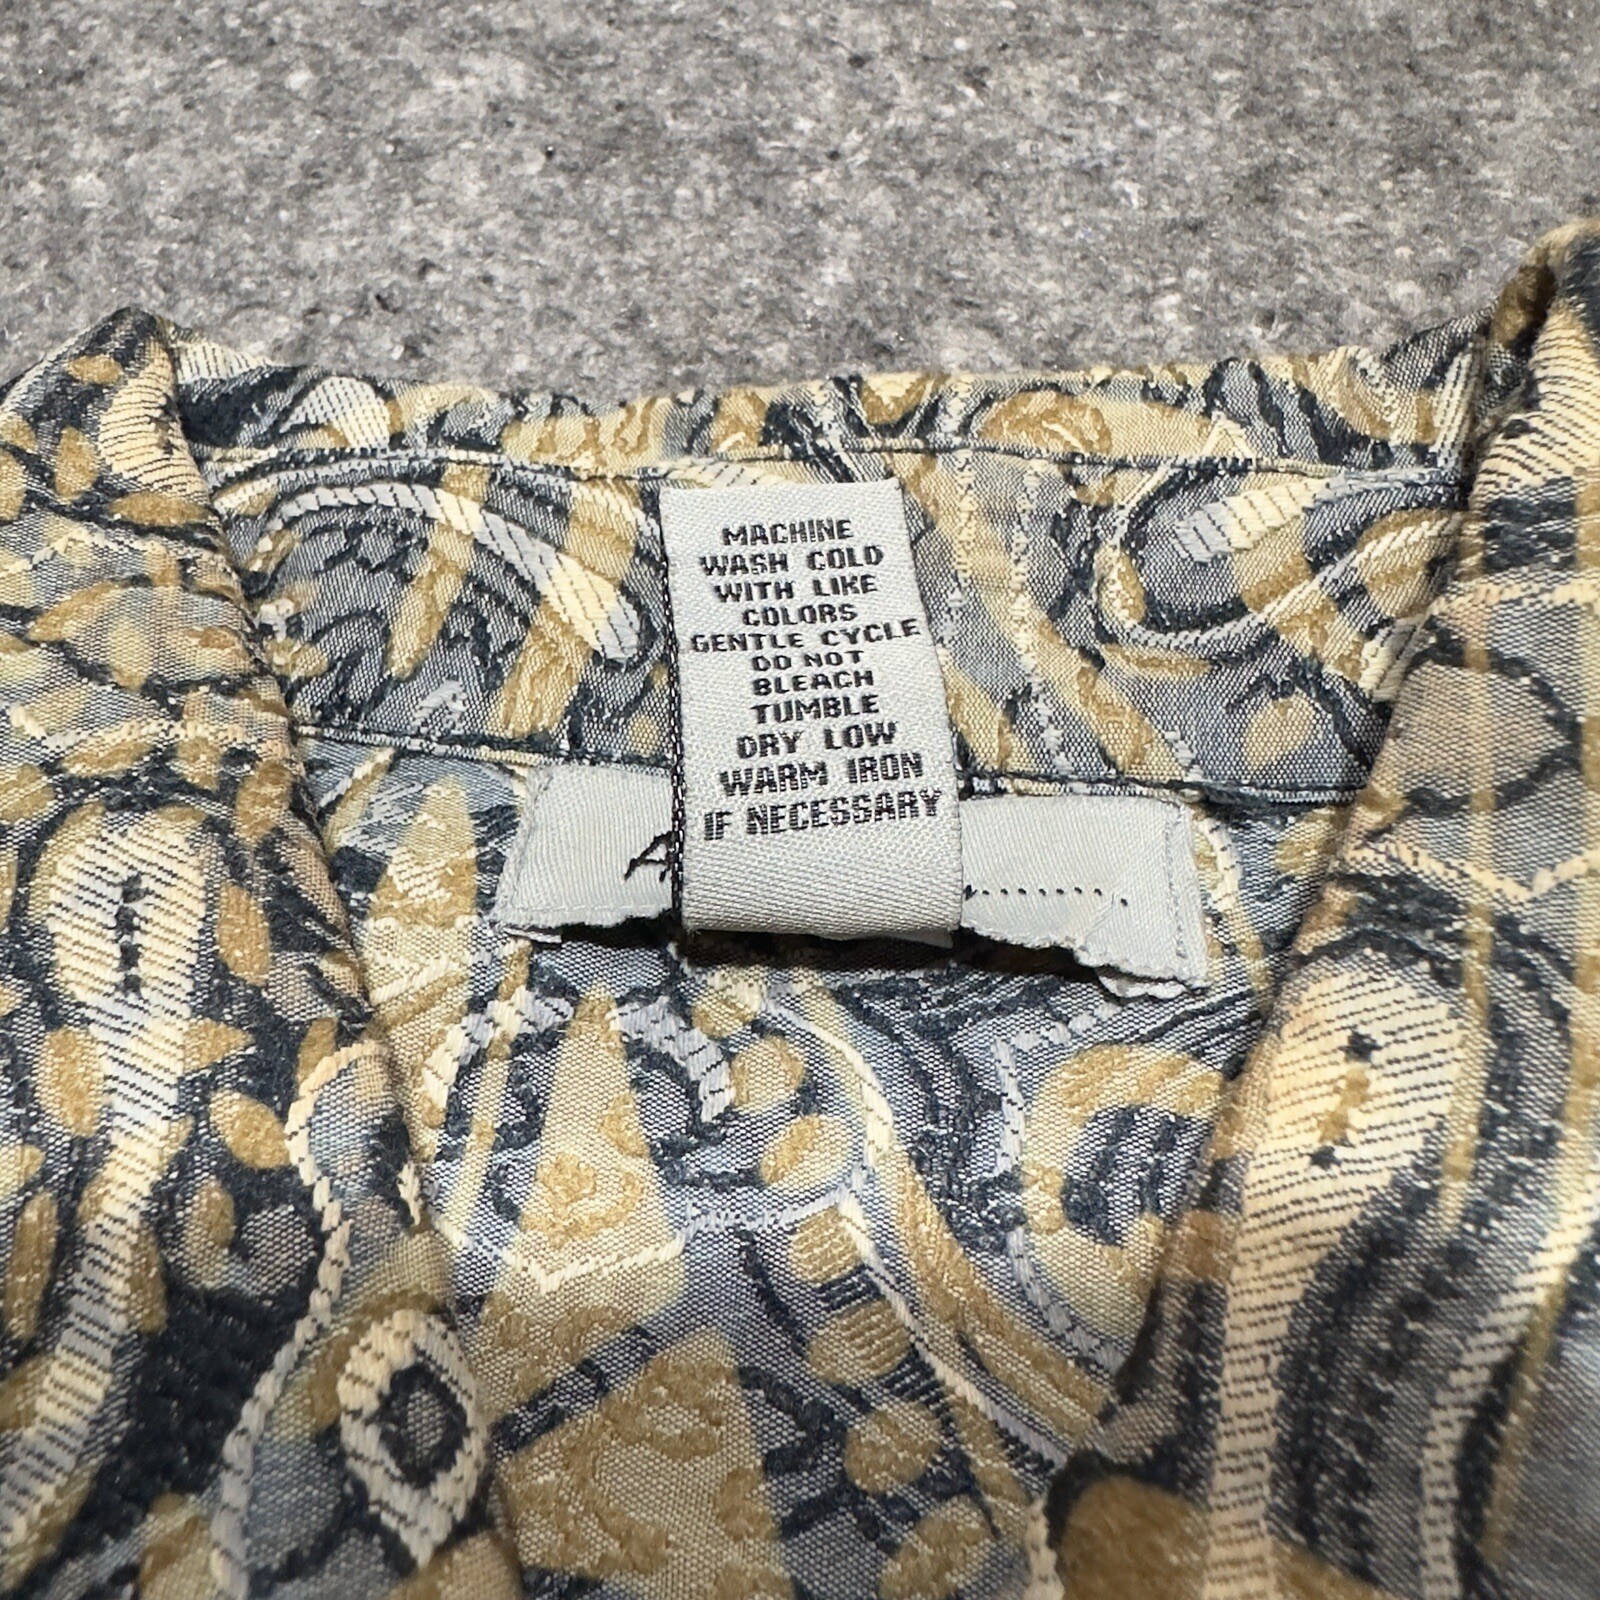 MACHINE
WASH COLD
WITH LIKE
COLORS
GENTLE CYCLE
DO NOT
BLEACH
TUMBLE
DRY LOW
WARM IRON
IF NECESSARY